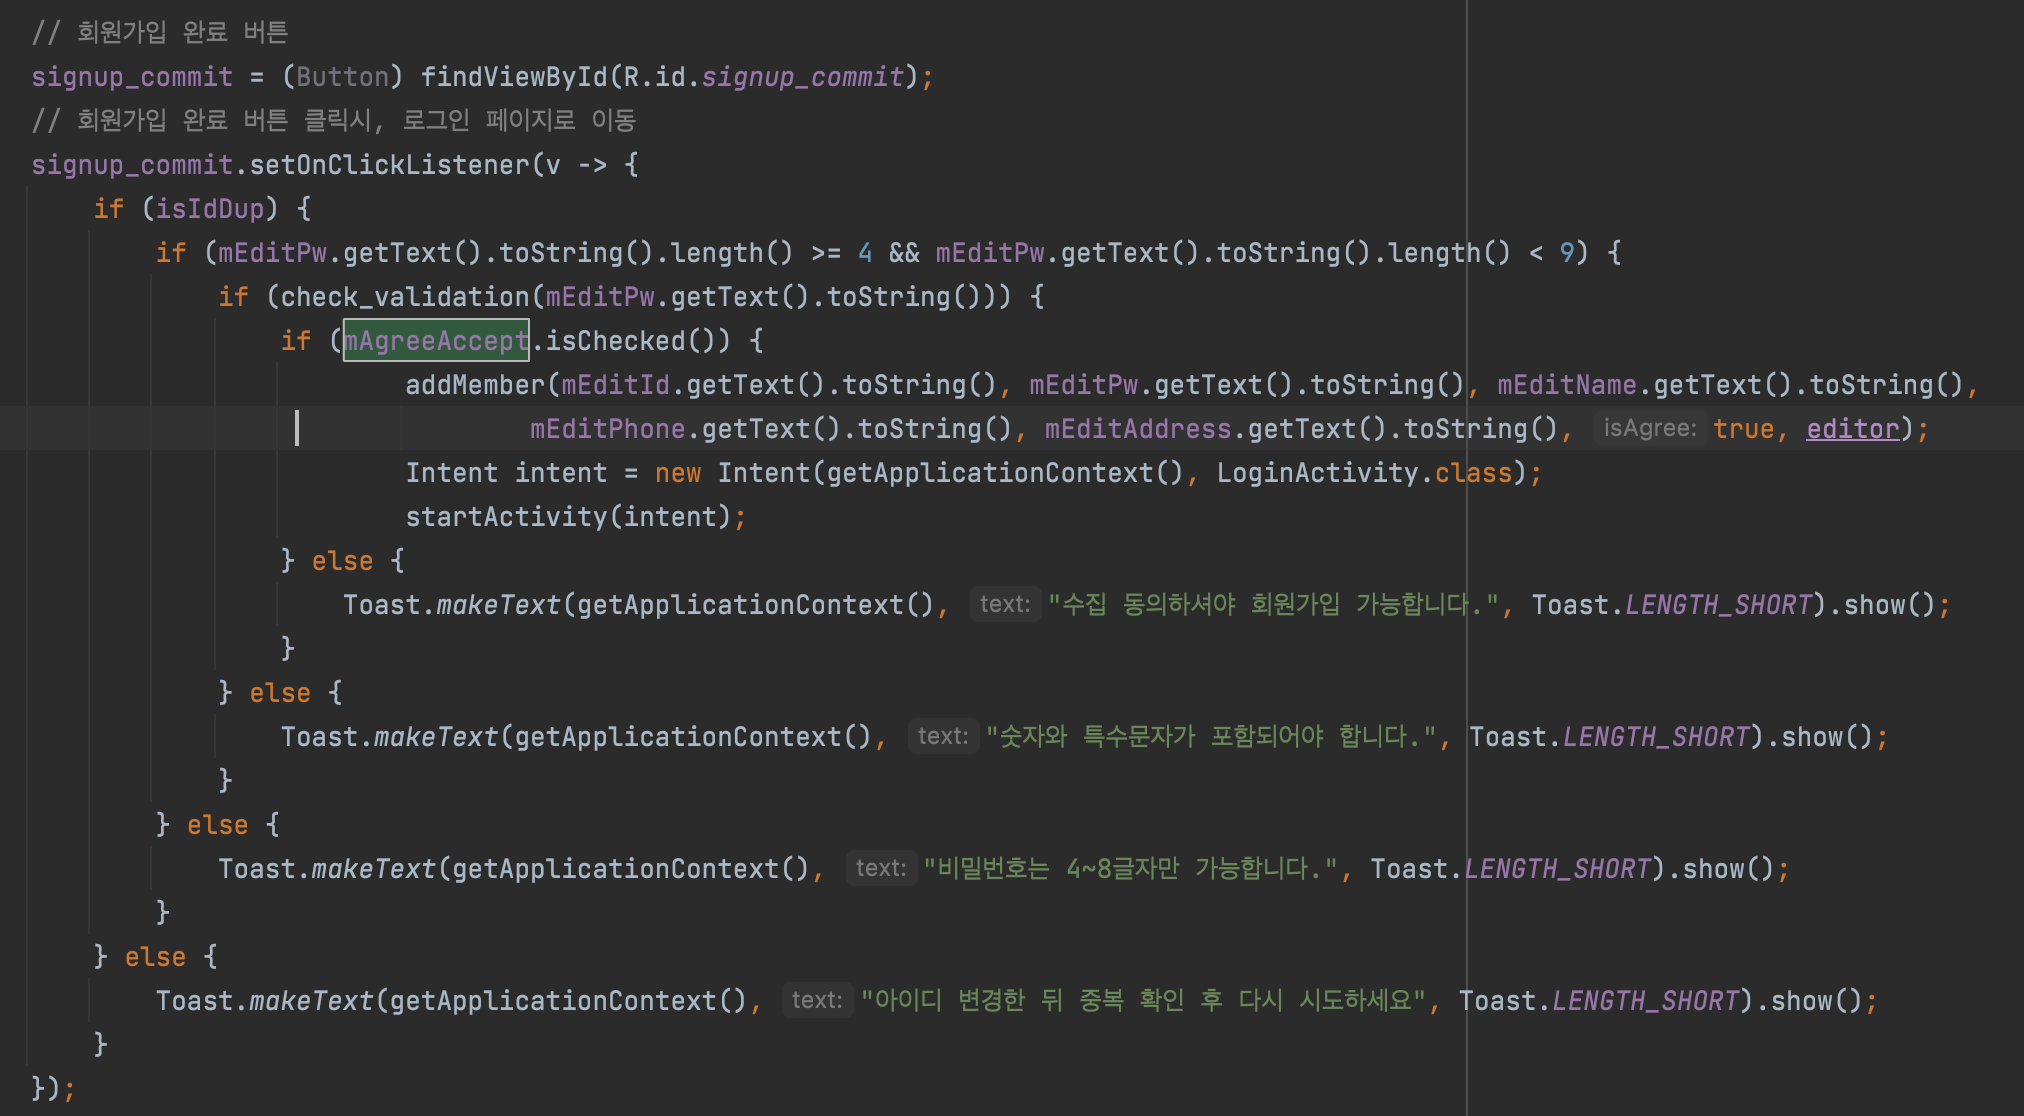 // 회원가입 완료 버튼
signup_commit = (Button) findViewById(R.id.signup_commit);
// 회원가입 완료 버튼 클릭시, 로그인 페이지로 이동
signup_commit.setOnClickListener(v -> {
if (isIdDup) {
if (mEditPw.getText().toString().length() >= 4 && mEditPw.getText().toString().length() < 9) {
if (check_validation(mEditPw.getText().toString())) {
if (mAgreeAccept.isChecked()) {
addMember(mEditId.getText().toString(), mEditPw.getText().toString(), mEditName.getText().toString(),
mEditPhone.getText().toString(), mEditAddress.getText().toString(), isAgree: true, editor);
Intent intent = new Intent(getApplicationContext(), LoginActivity.class);
startActivity(intent);
} else {
Toast.makeText(getApplicationContext(), text: "수집 동의하셔야 회원가입 가능합니다.", Toast.LENGTH_SHORT).show();
}
} else {
Toast.makeText(getApplicationContext(), text: "숫자와 특수문자가 포함되어야 합니다.", Toast.LENGTH_SHORT).show();
}
} else {
Toast.makeText(getApplicationContext(), text: "비밀번호는 4~8글자만 가능합니다.", Toast.LENGTH_SHORT).show();
}
} else {
Toast.makeText(getApplicationContext(), text: "아이디 변경한 뒤 중복 확인 후 다시 시도하세요", Toast.LENGTH_SHORT).show();
}
});